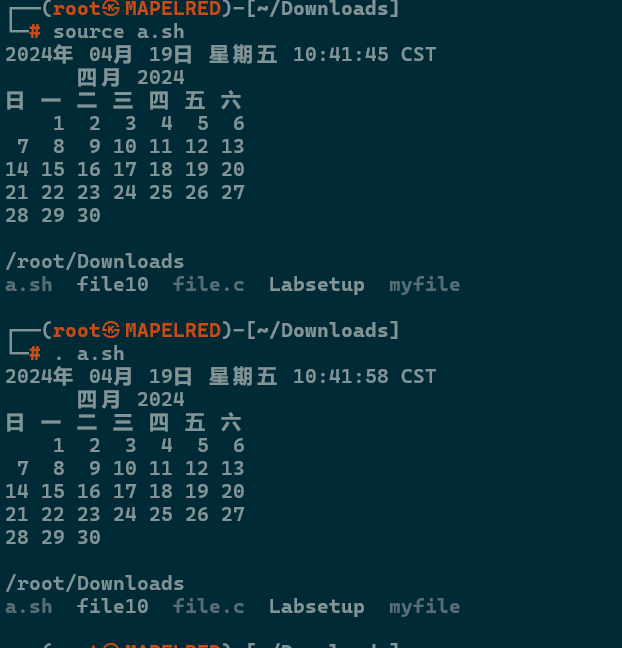 ┌──(root㉿MAPELRED)-[~/Downloads]
└─# source a.sh
2024年 04月 19日 星期五 10:41:45 CST
      四月 2024
日 一 二 三 四 五 六
    1  2  3  4  5  6
 7  8  9 10 11 12 13
14 15 16 17 18 19 20
21 22 23 24 25 26 27
28 29 30
/root/Downloads
a.sh  file10  file.c  Labsetup  myfile
┌──(root㉿MAPELRED)-[~/Downloads]
└─# . a.sh
2024年 04月 19日 星期五 10:41:58 CST
      四月 2024
日 一 二 三 四 五 六
    1  2  3  4  5  6
 7  8  9 10 11 12 13
14 15 16 17 18 19 20
21 22 23 24 25 26 27
28 29 30
/root/Downloads
a.sh  file10  file.c  Labsetup  myfile
┌──(root㉿MAPELRED)-[~/Downloads]